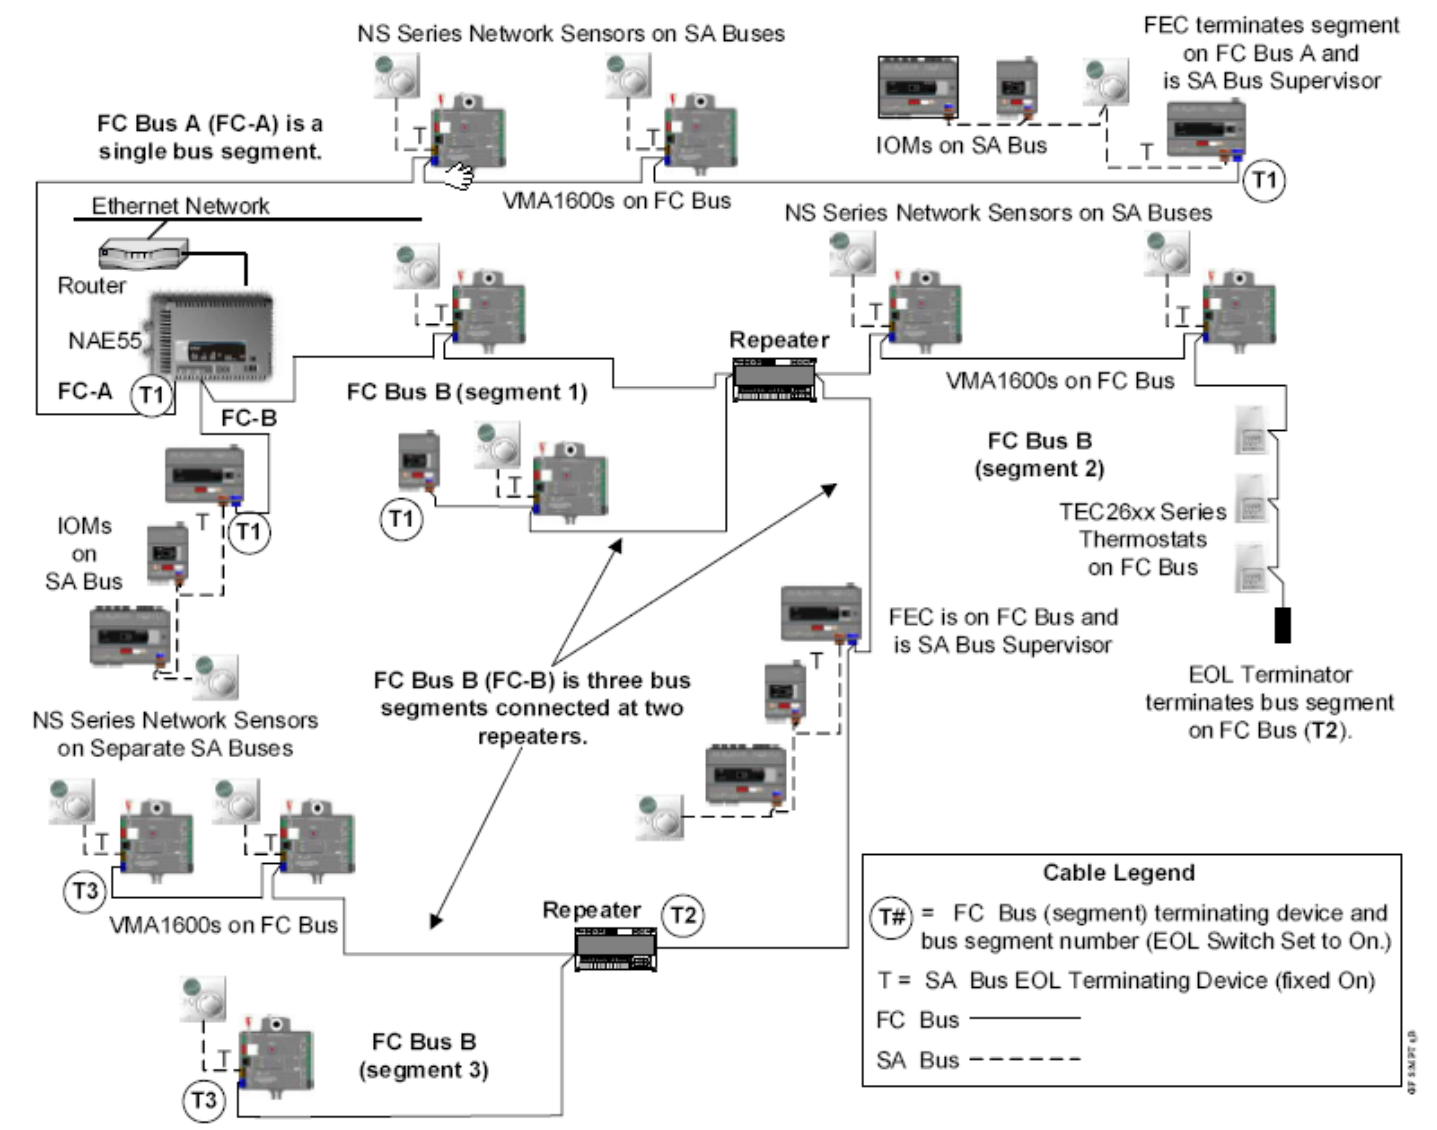 NS Series Network Sensors on SA Buses
FEC terminates segment
on FC Bus A and
is SA Bus Supervisor
FC Bus A (FC-A) is a
single bus segment.
T
T
IOMs on SA Bus
T
T1
VMA1600s on FC Bus
Ethernet Network
NS Series Network Sensors on SA Buses
Router
NAE55
T
T
T
Repeater
FC-A
T1
FC-B
FC Bus B (segment 1)
VMA1600s on FC Bus
FC Bus B
(segment 2)
T
T1
T
T1
IOMs
on
SA Bus
TEC26xx Series
Thermostats
on FC Bus
FEC is on FC Bus and
is SA Bus Supervisor
T
FC Bus B (FC-B) is three bus
segments connected at two
repeaters.
EOL Terminator
terminates bus segment
on FC Bus (T2).
NS Series Network Sensors
on Separate SA Buses
T
T
T3
VMA1600s on FC Bus
Repeater
T2
T
T3
FC Bus B
(segment 3)
Cable Legend
T# = FC Bus (segment) terminating device and
bus segment number (EOL Switch Set to On.)
T = SA Bus EOL Terminating Device (fixed On)
FC Bus
SA Bus